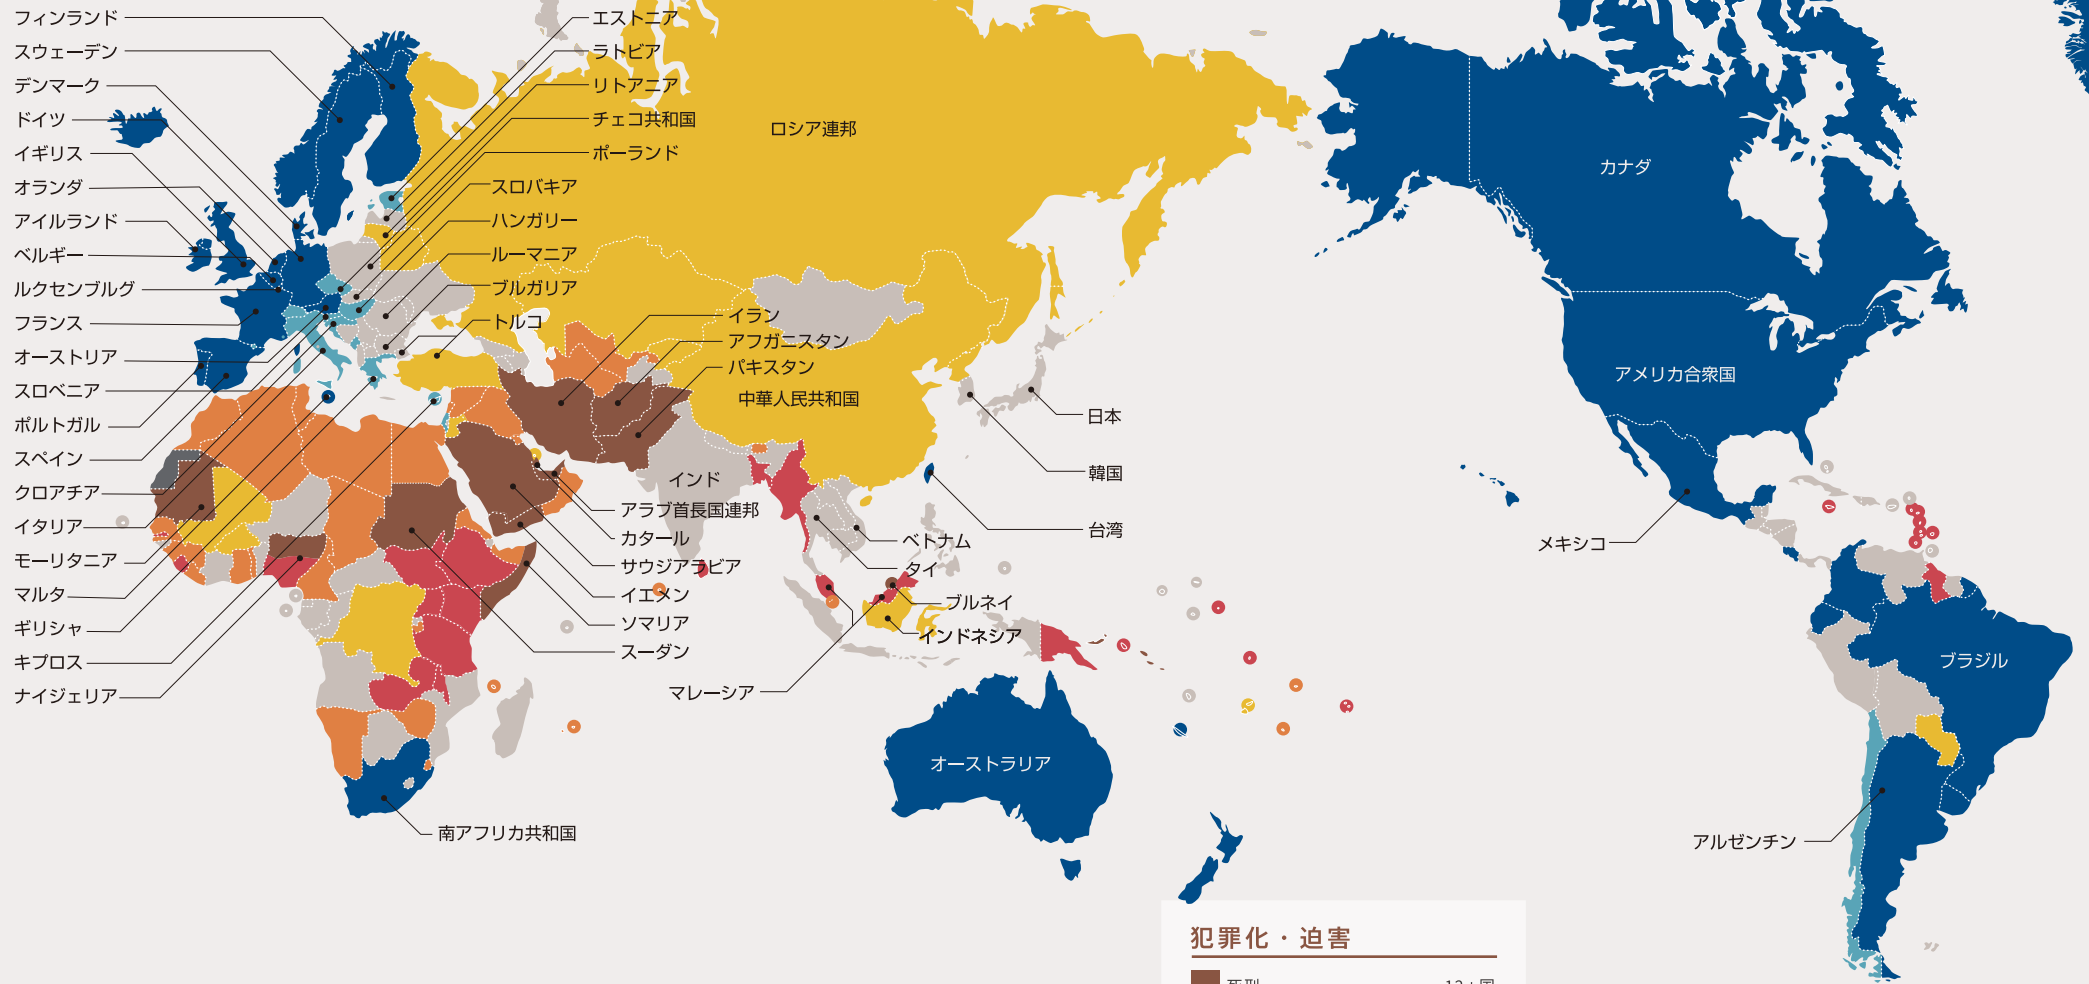 フィンランド
スウェーデン
デンマーク
ドイツ
イギリス
オランダ
アイルランド
ベルギー
ルクセンブルグ
フランス
オーストリア
スロベニア
ポルトガル
スペイン
クロアチア
イタリア
モーリタニア
マルタ
ギリシャ
キプロス
ナイジェリア
エストニア
ラトビア
リトアニア
チェコ共和国
ポーランド
スロバキア
ハンガリー
ルーマニア
ブルガリア
トルコ
イラン
アフガニスタン
パキスタン
ロシア連邦
中華人民共和国
インド
アラブ首長国連邦
カタール
サウジアラビア
イエメン
ソマリア
スーダン
マレーシア
南アフリカ共和国
日本
韓国
台湾
ベトナム
タイ
ブルネイ
インドネシア
オーストラリア
カナダ
アメリカ合衆国
メキシコ
ブラジル
アルゼンチン
犯罪化・迫害